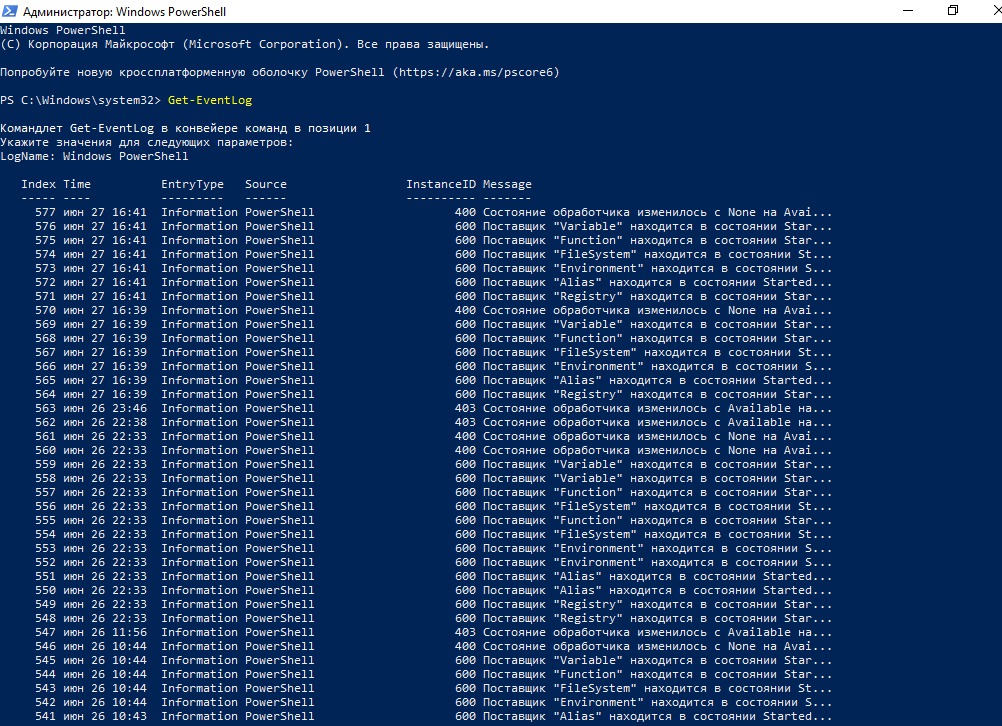 Администратор: Windows PowerShell
Windows PowerShell
(C) Корпорация Майкрософт (Microsoft Corporation). Все права защищены.
Попробуйте новую кроссплатформенную оболочку PowerShell (https://aka.ms/pscore6)
PS C:\Windows\system32> Get-EventLog
Командлет Get-EventLog в конвейере команд в позиции 1
Укажите значения для следующих параметров:
LogName: Windows PowerShell
Index Time EntryType Source InstanceID Message
----- ---- --------- ------ ---------- -------
577 июн 27 16:41 Information PowerShell 400 Состояние обработчика изменилось с None на Avai...
576 июн 27 16:41 Information PowerShell 600 Поставщик "Variable" находится в состоянии Star...
575 июн 27 16:41 Information PowerShell 600 Поставщик "Function" находится в состоянии Star...
574 июн 27 16:41 Information PowerShell 600 Поставщик "FileSystem" находится в состоянии St...
573 июн 27 16:41 Information PowerShell 600 Поставщик "Environment" находится в состоянии S...
572 июн 27 16:41 Information PowerShell 600 Поставщик "Alias" находится в состоянии Started...
571 июн 27 16:41 Information PowerShell 600 Поставщик "Registry" находится в состоянии Star...
570 июн 27 16:39 Information PowerShell 400 Состояние обработчика изменилось с None на Avai...
569 июн 27 16:39 Information PowerShell 600 Поставщик "Variable" находится в состоянии Star...
568 июн 27 16:39 Information PowerShell 600 Поставщик "Function" находится в состоянии Star...
567 июн 27 16:39 Information PowerShell 600 Поставщик "FileSystem" находится в состоянии St...
566 июн 27 16:39 Information PowerShell 600 Поставщик "Environment" находится в состоянии S...
565 июн 27 16:39 Information PowerShell 600 Поставщик "Alias" находится в состоянии Started...
564 июн 27 16:39 Information PowerShell 600 Поставщик "Registry" находится в состоянии Star...
563 июн 26 23:46 Information PowerShell 403 Состояние обработчика изменилось с Available на...
562 июн 26 22:38 Information PowerShell 403 Состояние обработчика изменилось с Available на...
561 июн 26 22:33 Information PowerShell 400 Состояние обработчика изменилось с None на Avai...
560 июн 26 22:33 Information PowerShell 400 Состояние обработчика изменилось с None на Avai...
559 июн 26 22:33 Information PowerShell 600 Поставщик "Variable" находится в состоянии Star...
558 июн 26 22:33 Information PowerShell 600 Поставщик "Variable" находится в состоянии Star...
557 июн 26 22:33 Information PowerShell 600 Поставщик "Function" находится в состоянии Star...
556 июн 26 22:33 Information PowerShell 600 Поставщик "FileSystem" находится в состоянии St...
555 июн 26 22:33 Information PowerShell 600 Поставщик "Function" находится в состоянии Star...
554 июн 26 22:33 Information PowerShell 600 Поставщик "FileSystem" находится в состоянии St...
553 июн 26 22:33 Information PowerShell 600 Поставщик "Environment" находится в состоянии S...
552 июн 26 22:33 Information PowerShell 600 Поставщик "Environment" находится в состоянии S...
551 июн 26 22:33 Information PowerShell 600 Поставщик "Alias" находится в состоянии Started...
550 июн 26 22:33 Information PowerShell 600 Поставщик "Alias" находится в состоянии Started...
549 июн 26 22:33 Information PowerShell 600 Поставщик "Registry" находится в состоянии Star...
548 июн 26 22:33 Information PowerShell 600 Поставщик "Registry" находится в состоянии Star...
547 июн 26 11:56 Information PowerShell 403 Состояние обработчика изменилось с Available на...
546 июн 26 10:44 Information PowerShell 400 Состояние обработчика изменилось с None на Avai...
545 июн 26 10:44 Information PowerShell 600 Поставщик "Variable" находится в состоянии Star...
544 июн 26 10:44 Information PowerShell 600 Поставщик "Function" находится в состоянии Star...
543 июн 26 10:44 Information PowerShell 600 Поставщик "FileSystem" находится в состоянии St...
542 июн 26 10:44 Information PowerShell 600 Поставщик "Environment" находится в состоянии S...
541 июн 26 10:43 Information PowerShell 600 Поставщик "Alias" находится в состоянии Started...